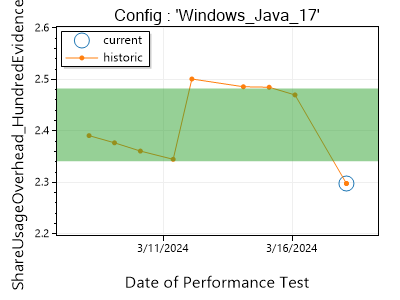 Config : 'Windows_Java_17'
ShareUsageOverhead_HundredEvidence
2.6
2.5
2.4
2.3
2.2
current
historic
3/11/2024
3/16/2024
Date of Performance Test